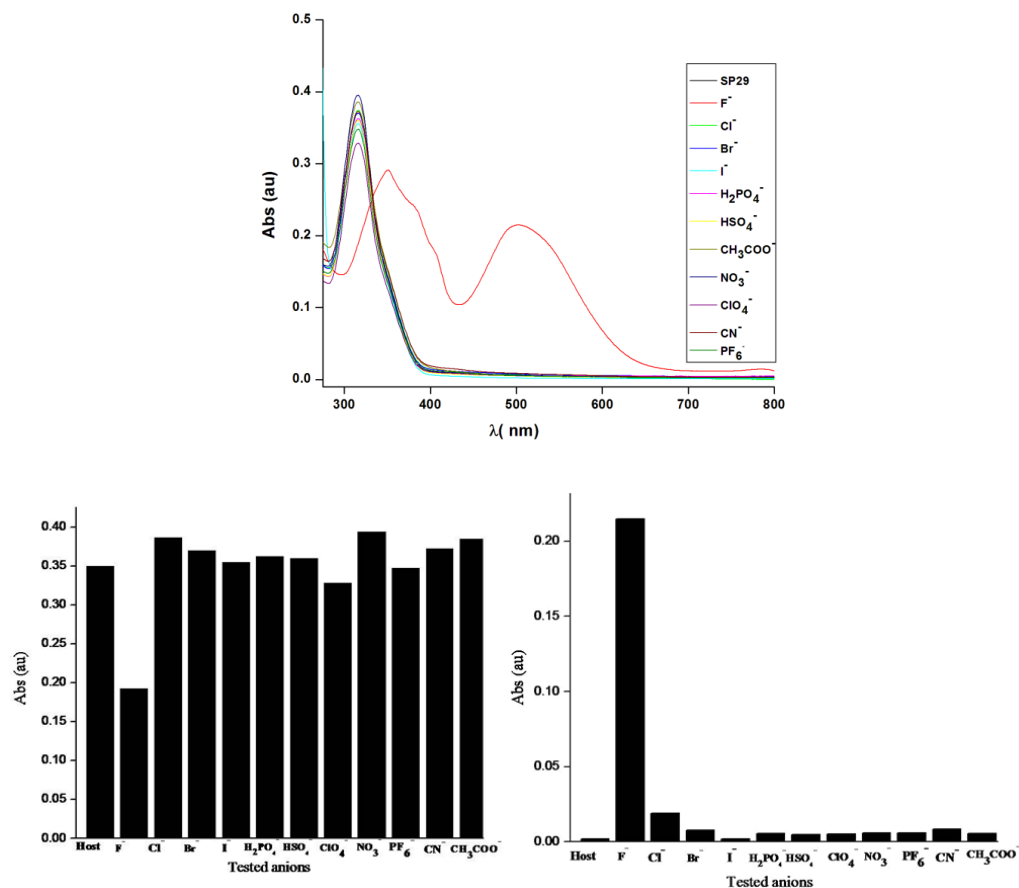 0.5
0.4
0.3
0.2
0.1
0.0
Abs (au)
300 400 500 600 700 800
λ( nm)
SP29
F⁻
Cl⁻
Br⁻
I⁻
H₂PO₄⁻
HSO₄⁻
CH₃COO⁻
NO₃⁻
ClO₄⁻
CN⁻
PF₆⁻
0.40
0.35
0.30
0.25
0.20
0.15
0.10
0.05
0.00
Abs (au)
Host F⁻ Cl⁻ Br⁻ I⁻ H₂PO₄⁻ HSO₄⁻ ClO₄⁻ NO₃⁻ PF₆⁻ CN⁻ CH₃COO⁻
Tested anions
0.20
0.15
0.10
0.05
0.00
Abs (au)
Host F⁻ Cl⁻ Br⁻ I⁻ H₂PO₄⁻ HSO₄⁻ ClO₄⁻ NO₃⁻ PF₆⁻ CN⁻ CH₃COO⁻
Tested anions